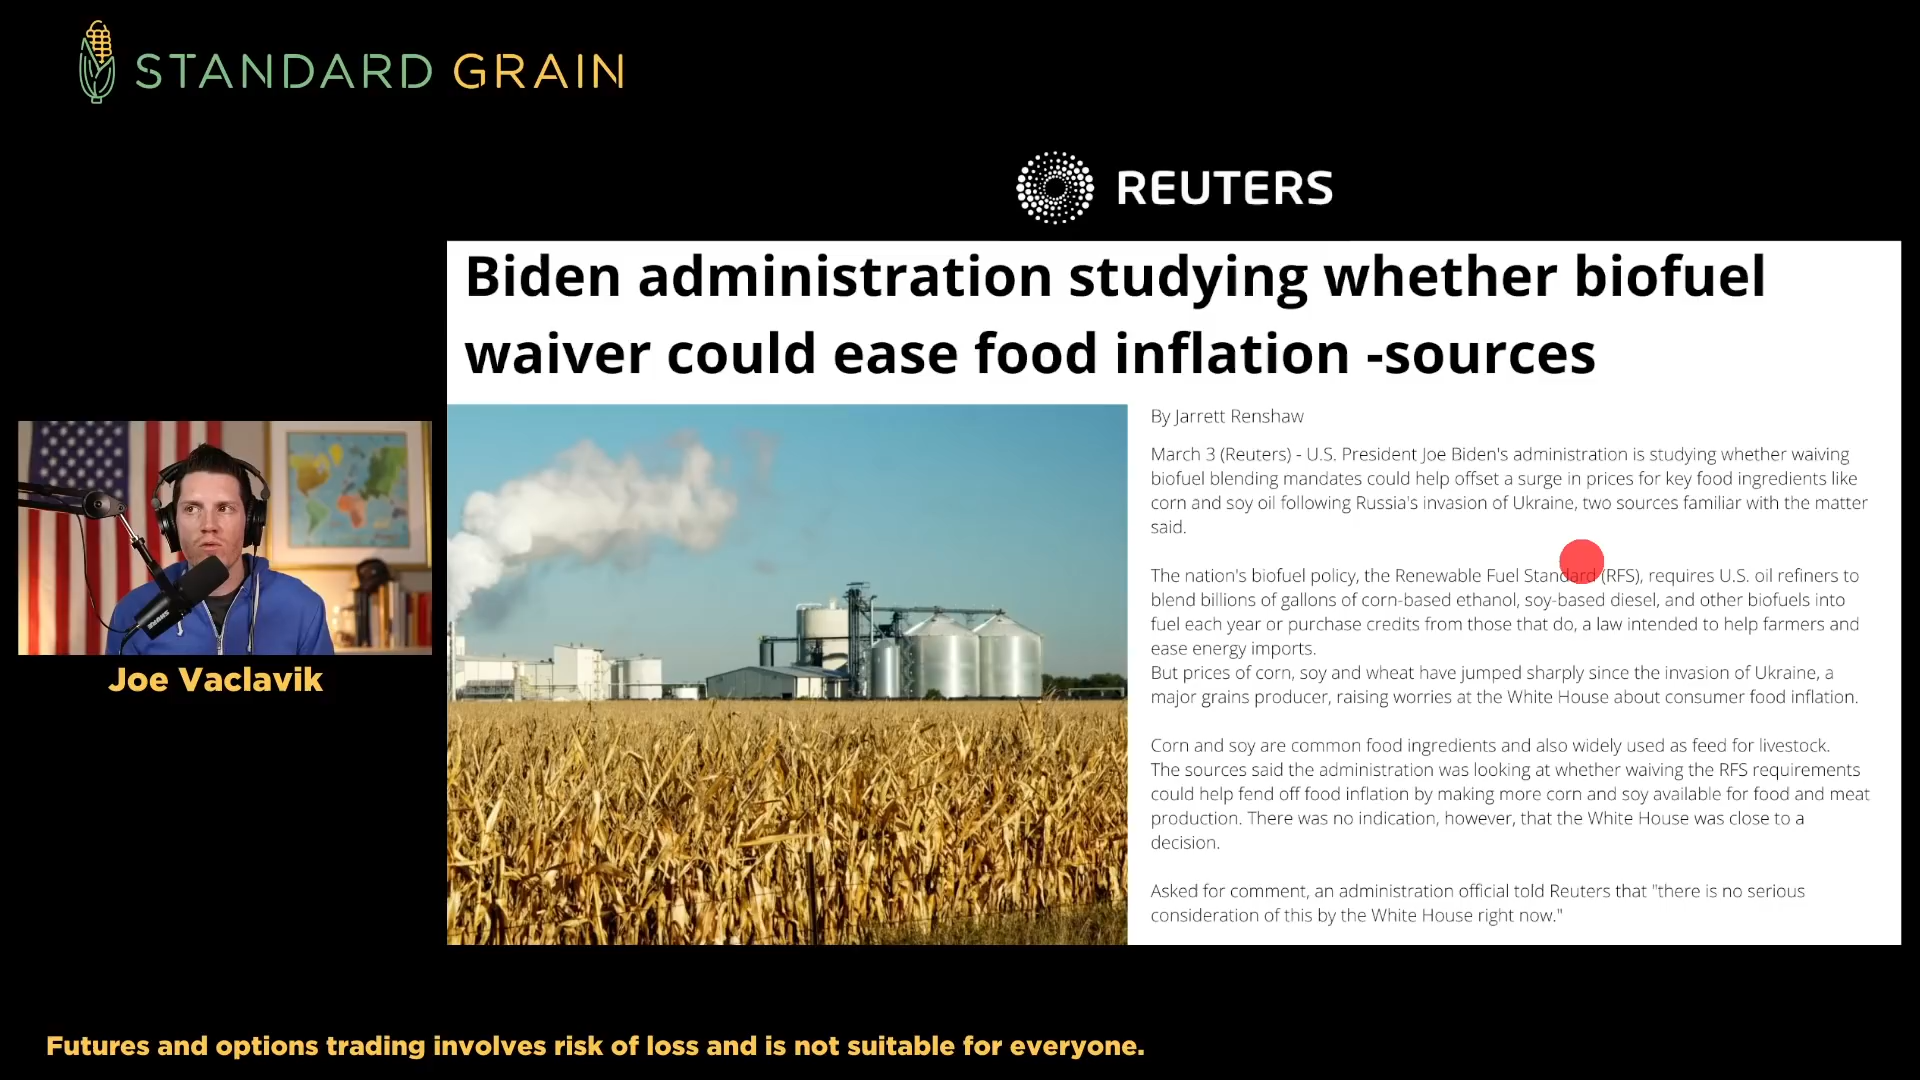 STANDARD GRAIN
REUTERS
Biden administration studying whether biofuel
waiver could ease food inflation -sources
By Jarrett Renshaw
March 3 (Reuters) - U.S. President Joe Biden's administration is studying whether waiving
biofuel blending mandates could help offset a surge in prices for key food ingredients like
corn and soy oil following Russia's invasion of Ukraine, two sources familiar with the matter
said.
The nation's biofuel policy, the Renewable Fuel Standard (RFS), requires U.S. oil refiners to
blend billions of gallons of corn-based ethanol, soy-based diesel, and other biofuels into
fuel each year or purchase credits from those that do, a law intended to help farmers and
ease energy imports.
But prices of corn, soy and wheat have jumped sharply since the invasion of Ukraine, a
major grains producer, raising worries at the White House about consumer food inflation.
Corn and soy are common food ingredients and also widely used as feed for livestock.
The sources said the administration was looking at whether waiving the RFS requirements
could help fend off food inflation by making more corn and soy available for food and meat
production. There was no indication, however, that the White House was close to a
decision.
Asked for comment, an administration official told Reuters that "there is no serious
consideration of this by the White House right now."
SHURE
Joe Vaclavik
Futures and options trading involves risk of loss and is not suitable for everyone.